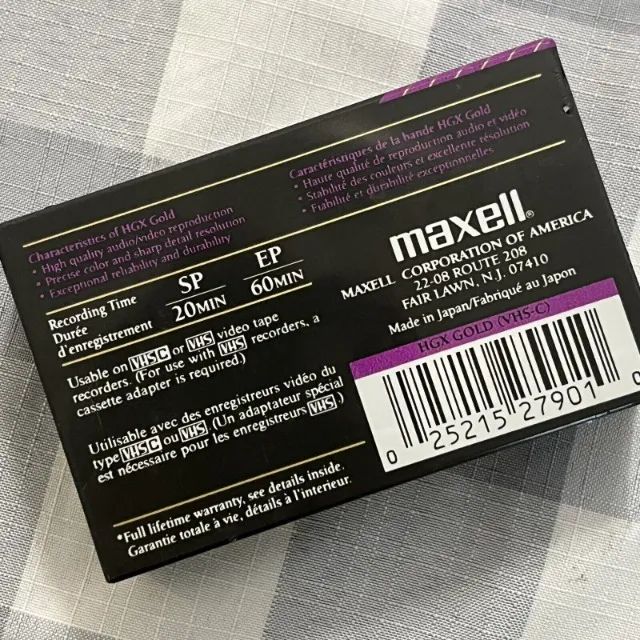 Characteristics of HGX Gold
• High quality audio/video reproduction
• Precise color and sharp detail resolution
• Exceptional reliability and durability
Caractéristiques de la bande HGX Gold
• Haute qualité de reproduction audio et vidéo
• Stabilité des couleurs et excellente résolution
• Fiabilité et durabilité exceptionnelles
Recording Time
Durée
d'enregistrement
SP
20MIN
EP
60MIN
maxell®
MAXELL CORPORATION OF AMERICA
22-08 ROUTE 208
FAIR LAWN, N.J. 07410
Made in Japan/Fabriqué au Japon
Usable on VHSC or VHS video tape
recorders. (For use with VHS recorders, a
cassette adapter is required.)
Utilisable avec des enregistreurs vidéo du
type VHSC ou VHS. (Un adaptateur spécial
est nécessaire pour les enregistreurs VHS.)
HGX GOLD (VHS-C)
0 25215 27901 0
*Full lifetime warranty, see details inside.
Garantie totale à vie, détails à l'interieur.